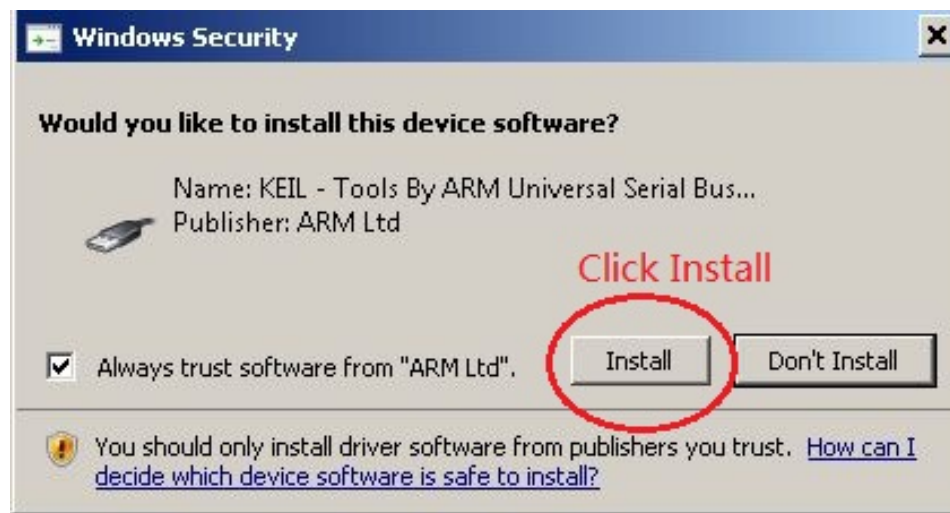 Windows Security
Would you like to install this device software?
Name: KEIL - Tools By ARM Universal Serial Bus...
Publisher: ARM Ltd
Click Install
Always trust software from "ARM Ltd".
Install
Don't Install
You should only install driver software from publishers you trust. How can I
decide which device software is safe to install?